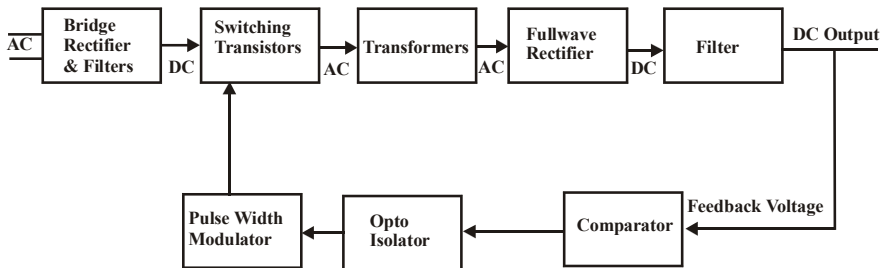 AC
Bridge
Rectifier
& Filters
DC
Switching
Transistors
AC
Transformers
AC
Fullwave
Rectifier
DC
Filter
DC Output
Pulse Width
Modulator
Opto
Isolator
Comparator
Feedback Voltage